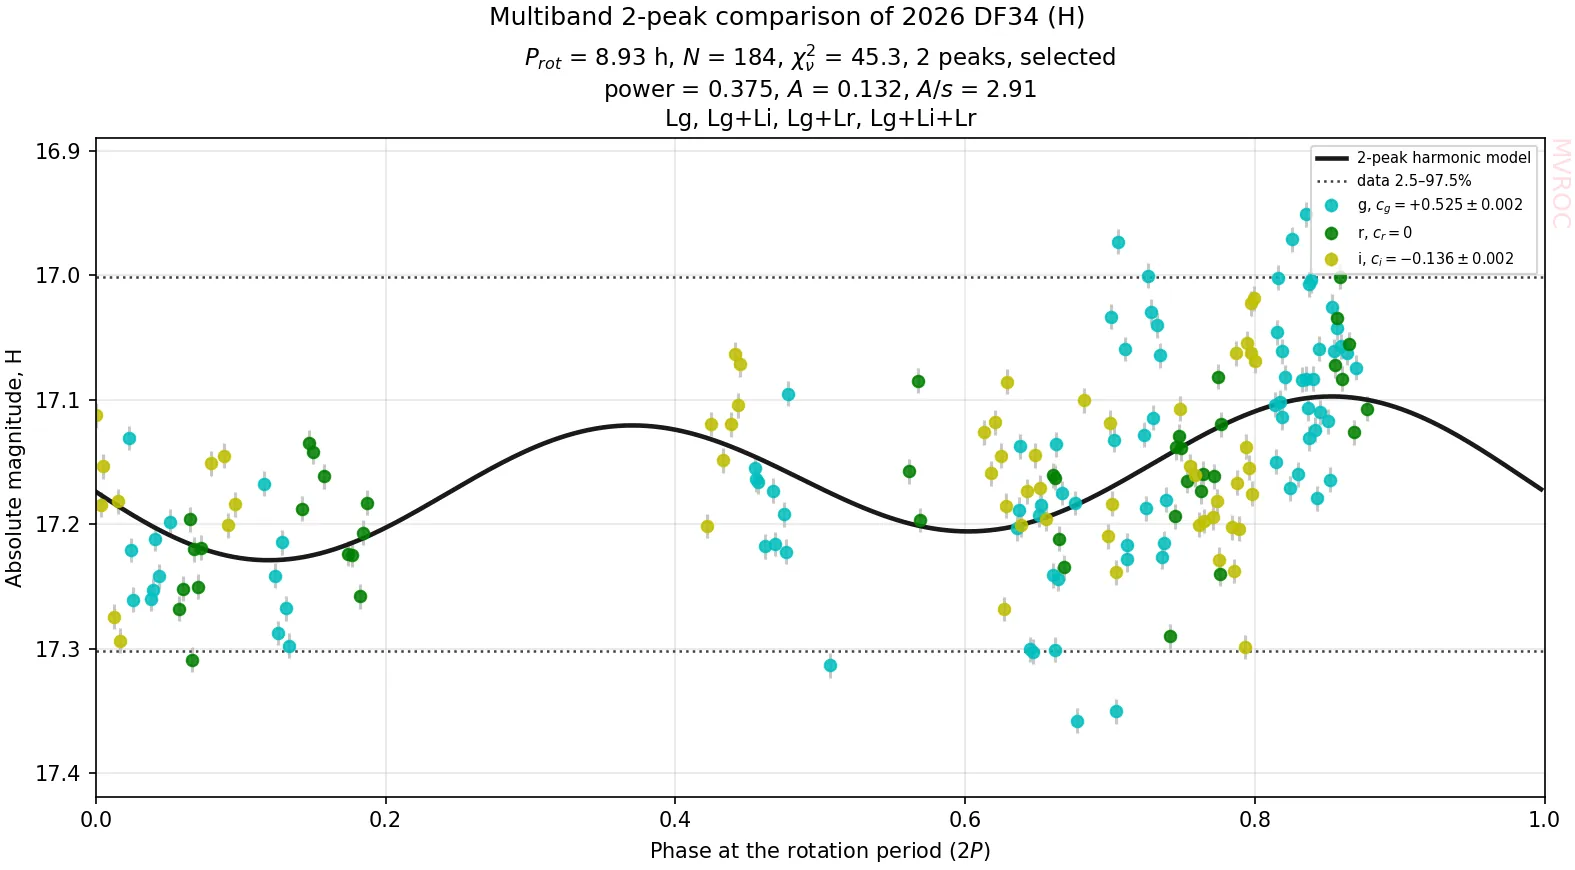 Multiband 2-peak comparison of 2026 DF34 (H)
P_rot = 8.93 h, N = 184, χ²_ν = 45.3, 2 peaks, selected
power = 0.375, A = 0.132, A/s = 2.91
Lg, Lg+Li, Lg+Lr, Lg+Li+Lr
2-peak harmonic model
data 2.5–97.5%
g, c_g = +0.525 ± 0.002
r, c_r = 0
i, c_i = −0.136 ± 0.002
MVROC
Absolute magnitude, H
16.9
17.0
17.1
17.2
17.3
17.4
0.0 0.2 0.4 0.6 0.8 1.0
Phase at the rotation period (2P)